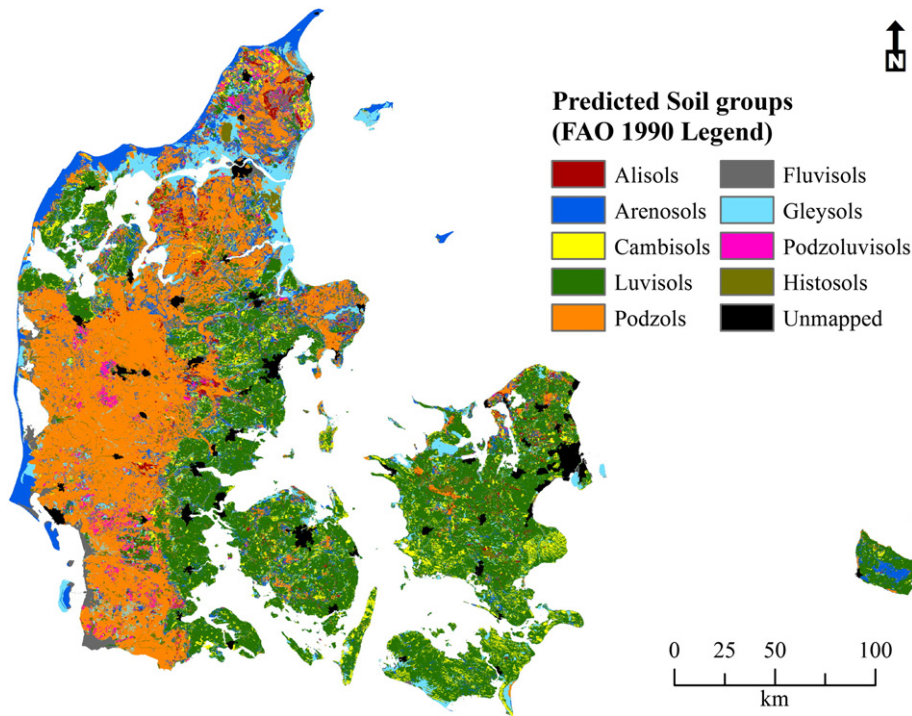 N
Predicted Soil groups
(FAO 1990 Legend)
Alisols
Fluvisols
Arenosols
Gleysols
Cambisols
Podzoluvisols
Luvisols
Histosols
Podzols
Unmapped
0 25 50 100
km